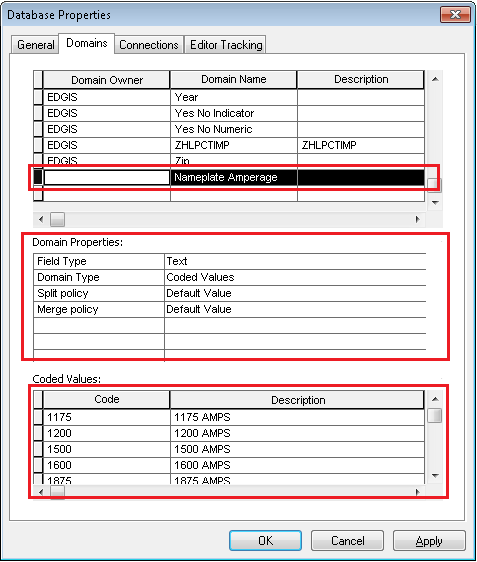 Database Properties
General Domains Connections Editor Tracking
Domain Owner Domain Name Description
EDGIS Year
EDGIS Yes No Indicator
EDGIS Yes No Numeric
EDGIS ZHLPCTIMP ZHLPCTIMP
EDGIS Zip
Nameplate Amperage
Domain Properties:
Field Type Text
Domain Type Coded Values
Split policy Default Value
Merge policy Default Value
Coded Values:
Code Description
1175 1175 AMPS
1200 1200 AMPS
1500 1500 AMPS
1600 1600 AMPS
1875 1875 AMPS
OK Cancel Apply